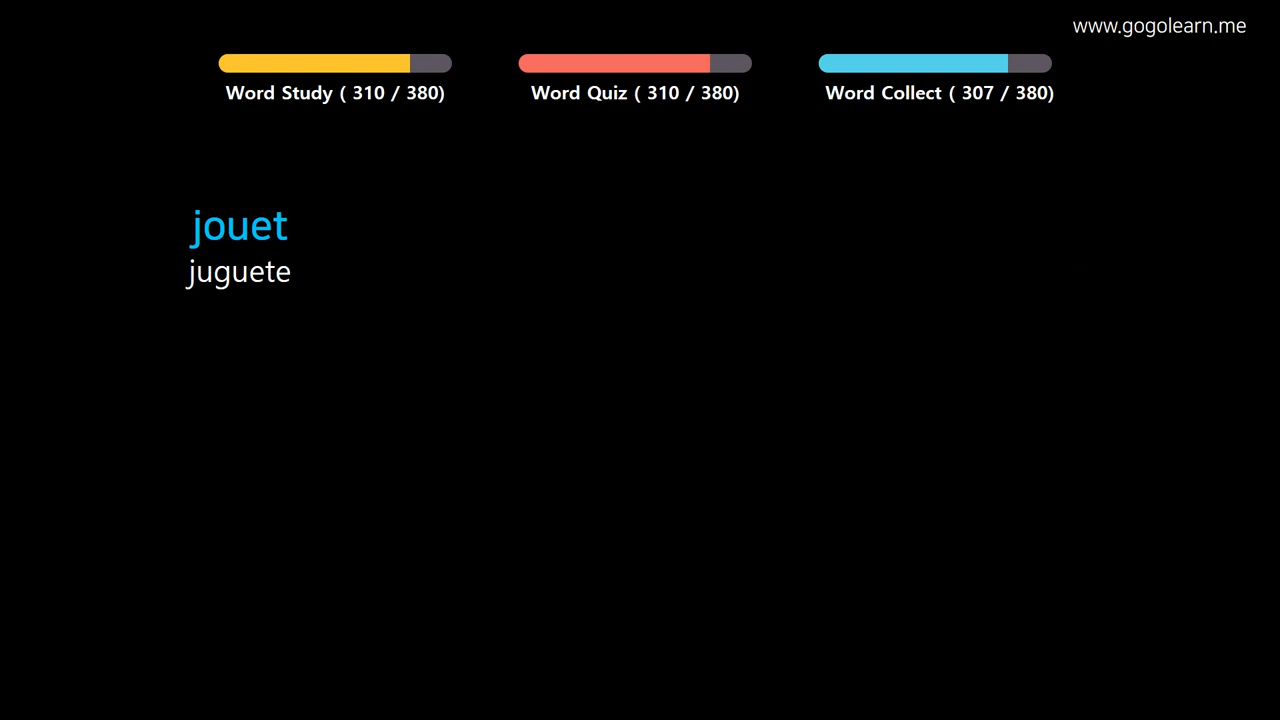 www.gogolearn.me
Word Study ( 310 / 380)
Word Quiz ( 310 / 380)
Word Collect ( 307 / 380)
jouet
juguete